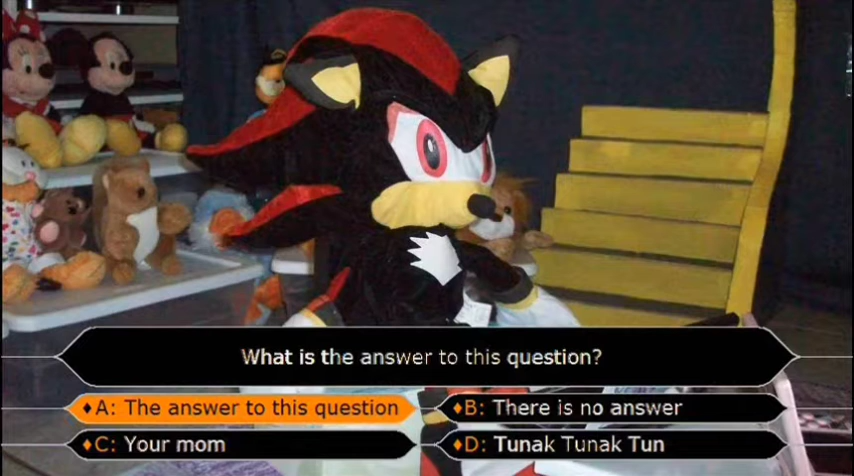 What is the answer to this question?
A: The answer to this question
B: There is no answer
C: Your mom
D: Tunak Tunak Tun